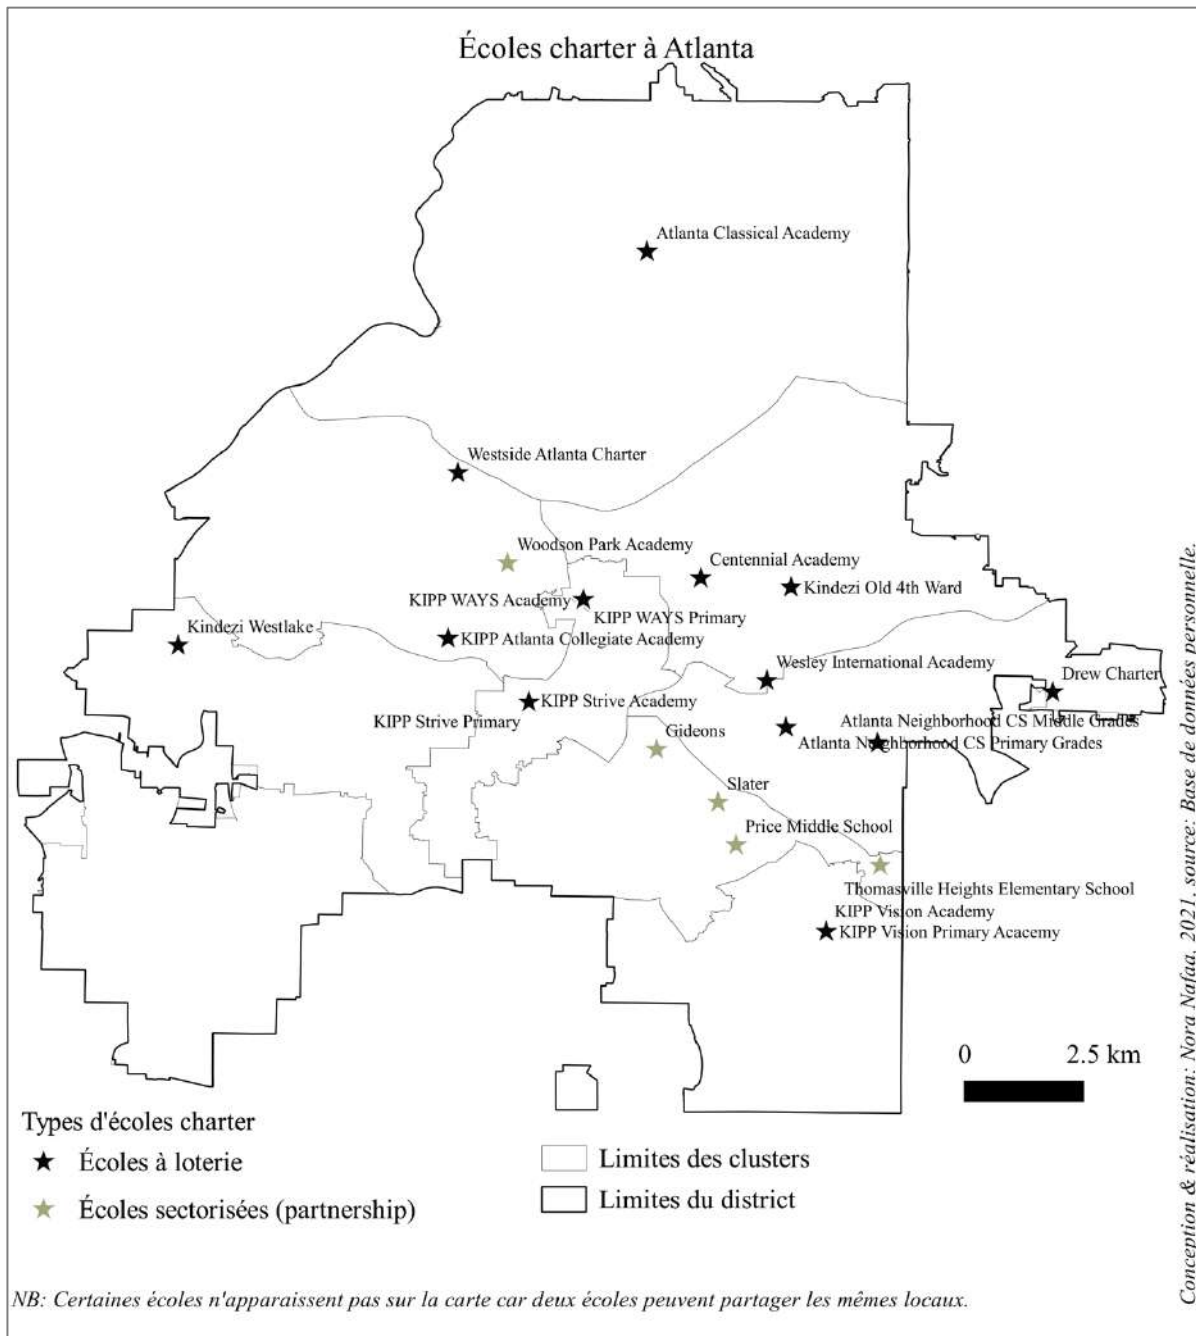 Écoles charter à Atlanta
Atlanta Classical Academy
Westside Atlanta Charter
Woodson Park Academy
Centennial Academy
Kindezi Old 4th Ward
KIPP WAYS Academy
KIPP WAYS Primary
Kindezi Westlake
KIPP Atlanta Collegiate Academy
Wesley International Academy
Drew Charter
KIPP Strive Academy
KIPP Strive Primary
Atlanta Neighborhood CS Middle Grades
Gideons
Atlanta Neighborhood CS Primary Grades
Slater
Price Middle School
Thomasville Heights Elementary School
KIPP Vision Academy
KIPP Vision Primary Acacemy
0 2.5 km
Types d'écoles charter
Écoles à loterie
Écoles sectorisées (partnership)
Limites des clusters
Limites du district
NB: Certaines écoles n'apparaissent pas sur la carte car deux écoles peuvent partager les mêmes locaux.
Conception & réalisation: Nora Nafaa, 2021, source: Base de données personnelle.